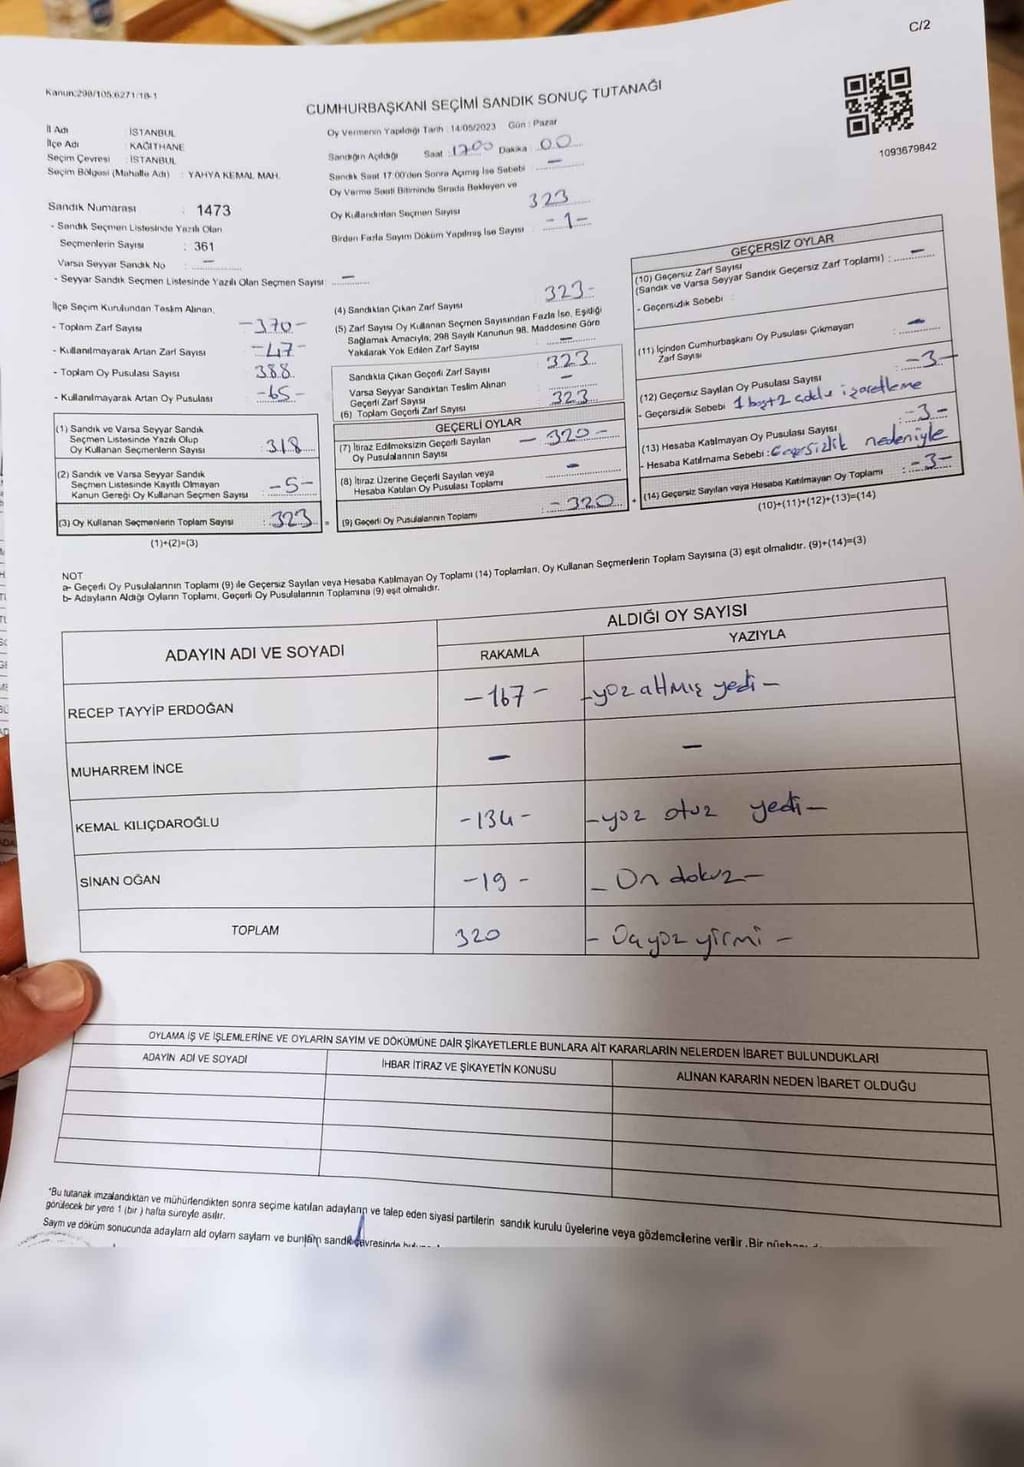 C/2
Kanun:298/105,6271/18-1
CUMHURBAŞKANI SEÇİMİ SANDIK SONUÇ TUTANAĞI
1093679842
İl Adı : İSTANBUL
İlçe Adı : KAĞITHANE
Seçim Çevresi : İSTANBUL
Seçim Bölgesi (Mahalle Adı) : YAHYA KEMAL MAH.
Sandık Numarası : 1473
- Sandık Seçmen Listesinde Yazılı Olan
Seçmenlerin Sayısı : 361
Varsa Seyyar Sandık No : —
- Seyyar Sandık Seçmen Listesinde Yazılı Olan Seçmen Sayısı : —
Oy Vermenin Yapıldığı Tarih : 14/05/2023 Gün : Pazar
Sandığın Açıldığı Saat : 17:00 Dakika : 00
Sandık Saat 17:00'den Sonra Açımış İse Sebebi : —
Oy Verme Saati Bitiminde Sırada Bekleyen ve
Oy Kullandırılan Seçmen Sayısı : 323
Birden Fazla Sayım Döküm Yapılmış İse Sayısı : -1-
İlçe Seçim Kurulundan Teslim Alınan,
- Toplam Zarf Sayısı : -370-
- Kullanılmayarak Artan Zarf Sayısı : -47-
- Toplam Oy Pusulası Sayısı : 388
- Kullanılmayarak Artan Oy Pusulası : -65-
(1) Sandık ve Varsa Seyyar Sandık
Seçmen Listesinde Yazılı Olup
Oy Kullanan Seçmenlerin Sayısı : 318
(2) Sandık ve Varsa Seyyar Sandık
Seçmen Listesinde Kayıtlı Olmayan
Kanun Gereği Oy Kullanan Seçmen Sayısı : -5-
(3) Oy Kullanan Seçmenlerin Toplam Sayısı : 323
(1)+(2)=(3)
(4) Sandıktan Çıkan Zarf Sayısı : 323-
(5) Zarf Sayısı Oy Kullanan Seçmen Sayısından Fazla İse, Eşitliği
Sağlamak Amacıyla; 298 Sayılı Kanunun 98. Maddesine Göre
Yakılarak Yok Edilen Zarf Sayısı : —
Sandıkta Çıkan Geçerli Zarf Sayısı : 323
Varsa Seyyar Sandıktan Teslim Alınan
Geçerli Zarf Sayısı : —
(6) Toplam Geçerli Zarf Sayısı : 323
GEÇERLİ OYLAR
(7) İtiraz Edilmeksizin Geçerli Sayılan
Oy Pusulalarının Sayısı : -320-
(8) İtiraz Üzerine Geçerli Sayılan veya
Hesaba Katılan Oy Pusulası Toplamı : —
(9) Geçerli Oy Pusulalarının Toplamı : -320
GEÇERSİZ OYLAR
(10) Geçersiz Zarf Sayısı
(Sandık ve Varsa Seyyar Sandık Geçersiz Zarf Toplamı) : —
- Geçersizlik Sebebi :
(11) İçinden Cumhurbaşkanı Oy Pusulası Çıkmayan
Zarf Sayısı : —
(12) Geçersiz Sayılan Oy Pusulası Sayısı : -3-
- Geçersizlik Sebebi : 1 boş+2 adette işaretleme
(13) Hesaba Katılmayan Oy Pusulası Sayısı : -3-
- Hesaba Katılmama Sebebi : Geçersizlik nedeniyle
(14) Geçersiz Sayılan veya Hesaba Katılmayan Oy Toplamı : -3-
(10)+(11)+(12)+(13)=(14)
NOT
a- Geçerli Oy Pusulalarının Toplamı (9) ile Geçersiz Sayılan veya Hesaba Katılmayan Oy Toplamı (14) Toplamları, Oy Kullanan Seçmenlerin Toplam Sayısına (3) eşit olmalıdır. (9)+(14)=(3)
b- Adayların Aldığı Oyların Toplamı, Geçerli Oy Pusulalarının Toplamına (9) eşit olmalıdır.
ADAYIN ADI VE SOYADI
ALDIĞI OY SAYISI
RAKAMLA YAZIYLA
RECEP TAYYİP ERDOĞAN -167- -yüz altmış yedi-
MUHARREM İNCE — —
KEMAL KILIÇDAROĞLU -134- -yüz otuz yedi-
SİNAN OĞAN -19- -On dokuz-
TOPLAM 320 -Üçyüz yirmi-
OYLAMA İŞ VE İŞLEMLERİNE VE OYLARIN SAYIM VE DÖKÜMÜNE DAİR ŞİKAYETLERLE BUNLARA AİT KARARLARIN NELERDEN İBARET BULUNDUKLARI
ADAYIN ADI VE SOYADI İHBAR İTİRAZ VE ŞİKAYETİN KONUSU ALINAN KARARIN NEDEN İBARET OLDUĞU
*Bu tutanak imzalandıktan ve mühürlendikten sonra seçime katılan adayların ve talep eden siyasi partilerin sandık kurulu üyelerine veya gözlemcilerine verilir. Bir nüshası
görülecek bir yere 1 (bir) hafta süreyle asılır.
Sayım ve döküm sonucunda adayların ald oyların sayıları ve bunların sandık çevresinde